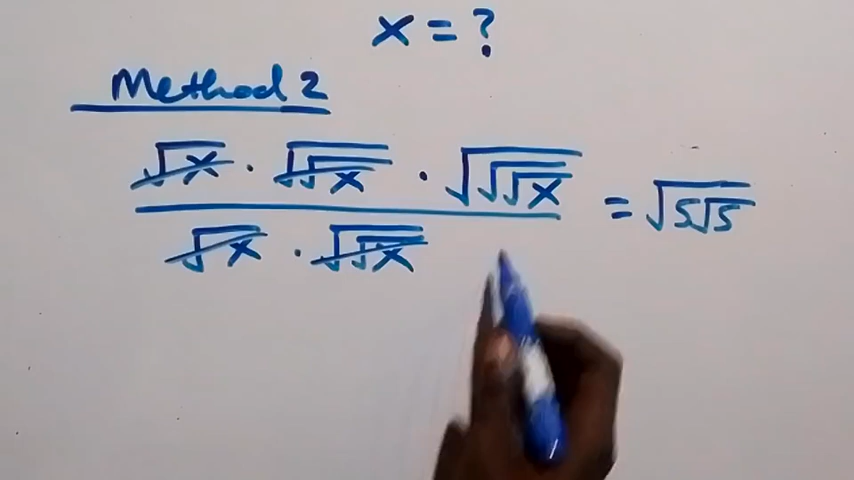 x = ?
Method 2
√x · √√x · √√√x
= √5√5
√x · √√x